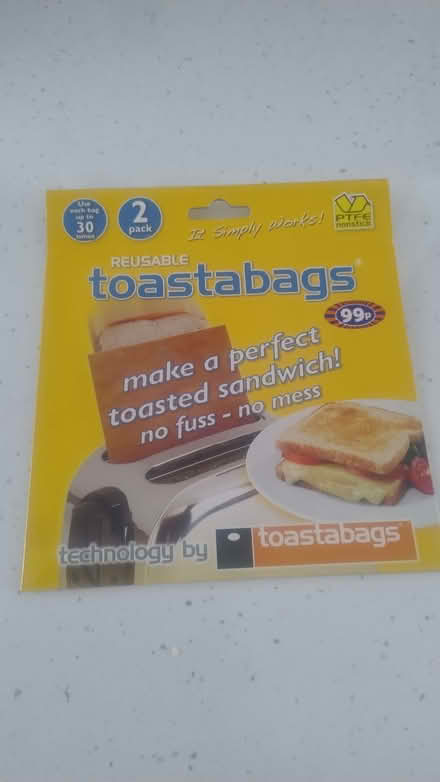 Use
each bag
up to
30
times
2
pack
It Simply works!
PTFE
nonstick
REUSABLE
toastabags®
99p
make a perfect
toasted sandwich!
no fuss - no mess
technology by
toastabags